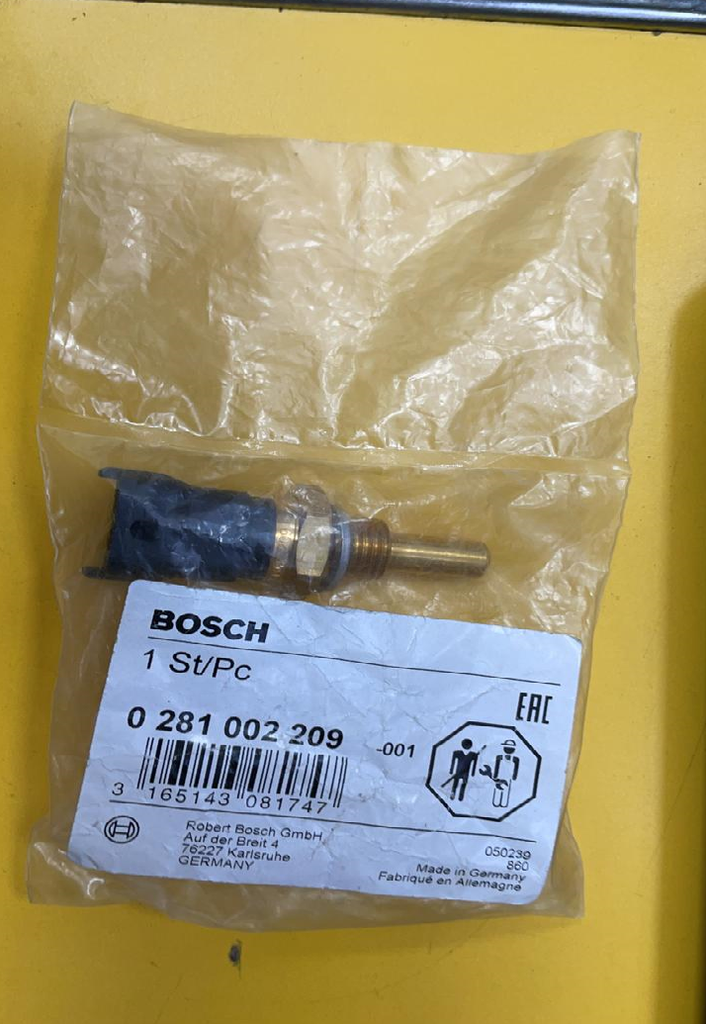 BOSCH
1 St/Pc
EAC
0 281 002 209 -001
3 165143 081747
Robert Bosch GmbH
Auf der Breit 4
76227 Karlsruhe
GERMANY
050239
860
Made in Germany
Fabriqué en Allemagne